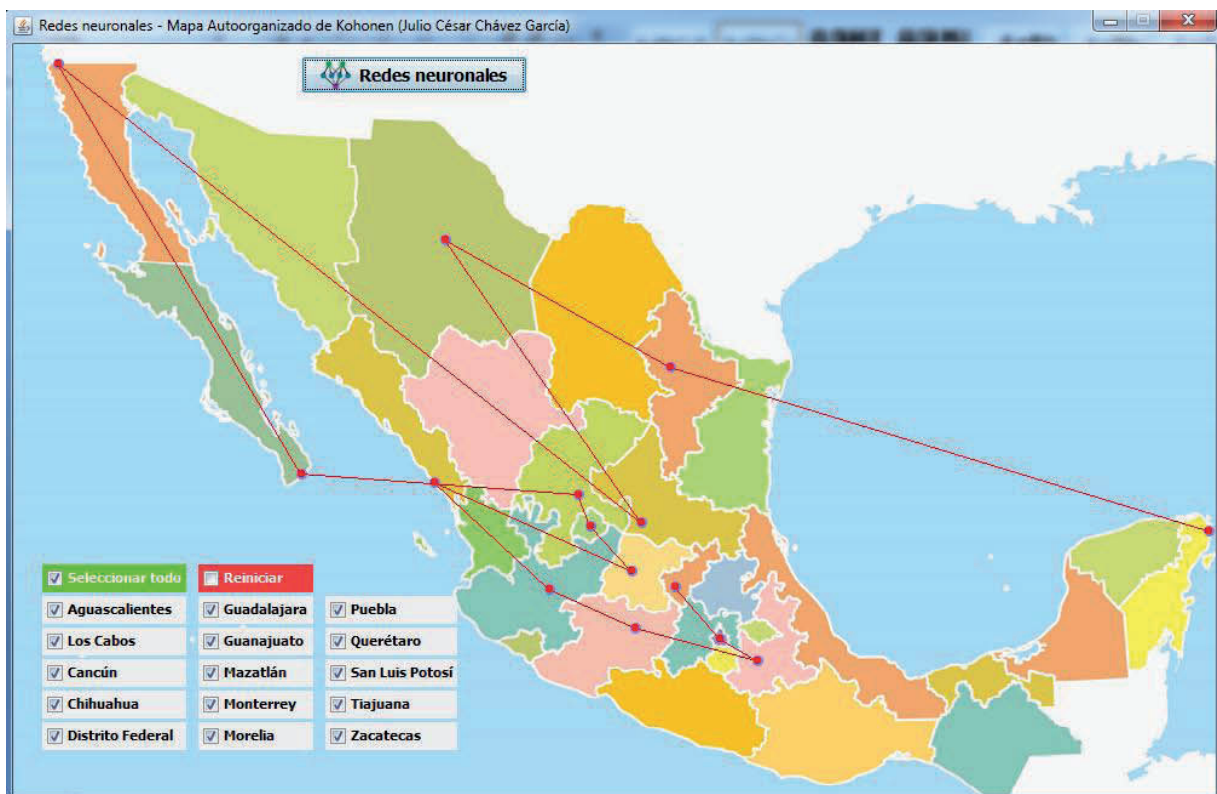 Redes neuronales - Mapa Autoorganizado de Kohonen (Julio César Chávez García)
Redes neuronales
Seleccionar todo Reiniciar
Aguascalientes Guadalajara Puebla
Los Cabos Guanajuato Querétaro
Cancún Mazatlán San Luis Potosí
Chihuahua Monterrey Tiajuana
Distrito Federal Morelia Zacatecas